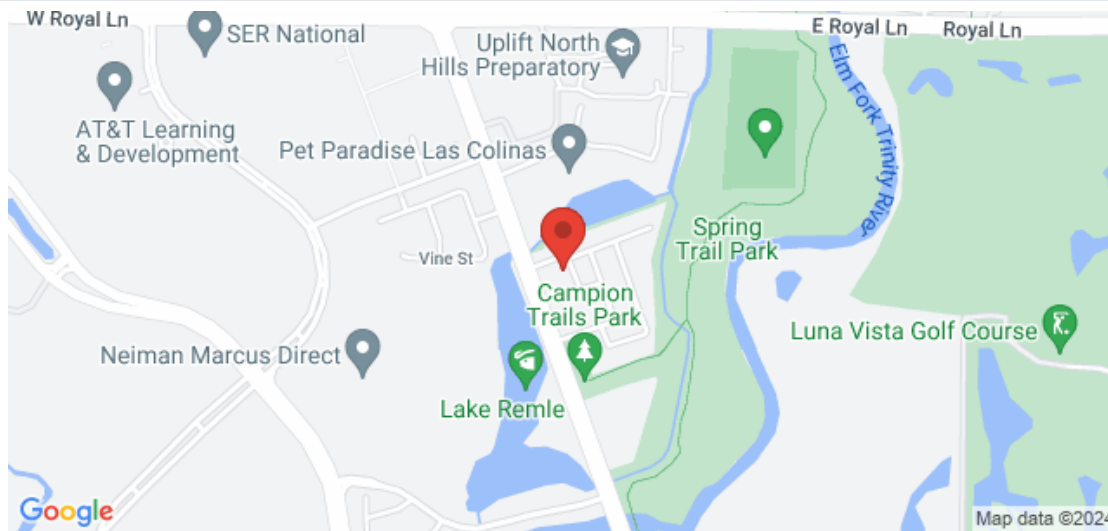 W Royal Ln
E Royal Ln
Royal Ln
SER National
Uplift North
Hills Preparatory
Elm Fork Trinity River
AT&T Learning
& Development
Pet Paradise Las Colinas
Spring
Trail Park
Vine St
Campion
Trails Park
Luna Vista Golf Course
Neiman Marcus Direct
Lake Remle
Google
Map data ©2024